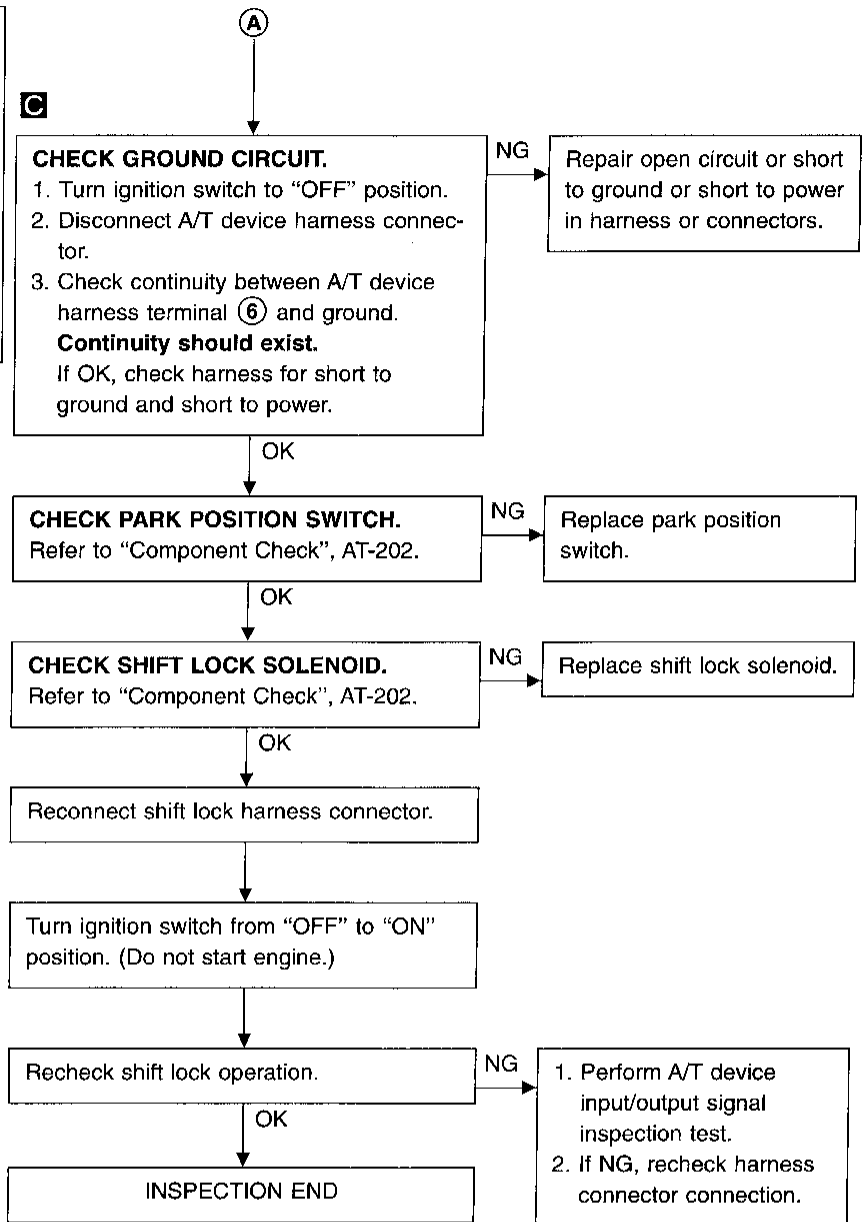 A
C
CHECK GROUND CIRCUIT.
1. Turn ignition switch to “OFF” position.
2. Disconnect A/T device harness connec-
tor.
3. Check continuity between A/T device
harness terminal ⑥ and ground.
Continuity should exist.
If OK, check harness for short to
ground and short to power.
NG
Repair open circuit or short
to ground or short to power
in harness or connectors.
OK
CHECK PARK POSITION SWITCH.
Refer to “Component Check”, AT-202.
NG
Replace park position
switch.
OK
CHECK SHIFT LOCK SOLENOID.
Refer to “Component Check”, AT-202.
NG
Replace shift lock solenoid.
OK
Reconnect shift lock harness connector.
Turn ignition switch from “OFF” to “ON”
position. (Do not start engine.)
Recheck shift lock operation.
NG
1. Perform A/T device
input/output signal
inspection test.
2. If NG, recheck harness
connector connection.
OK
INSPECTION END